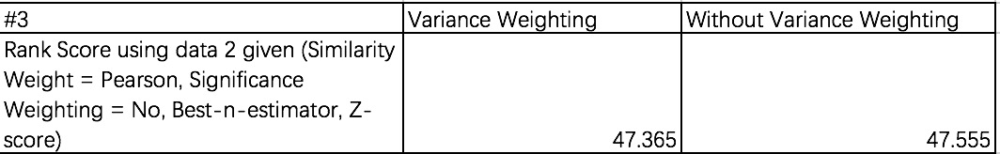 #3 Variance Weighting Without Variance Weighting
Rank Score using data 2 given (Similarity
Weight = Pearson, Significance
Weighting = No, Best-n-estimator, Z-
score) 47.365 47.555